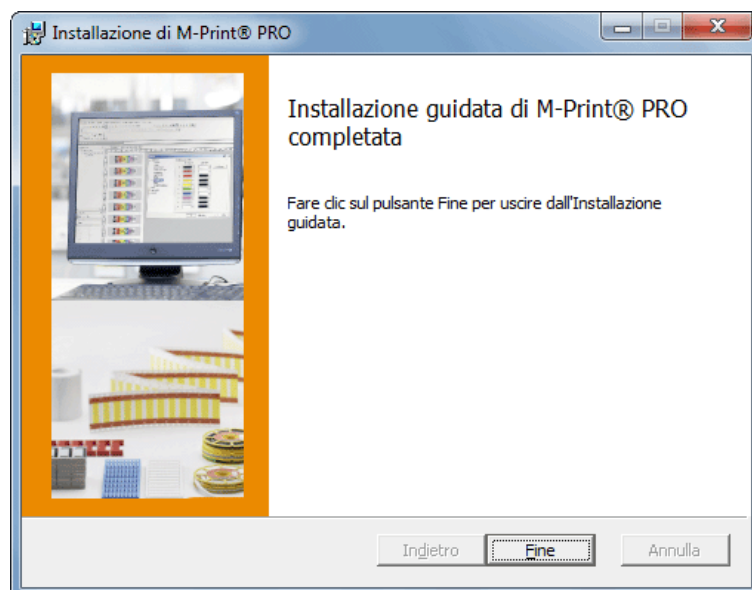 Installazione di M-Print® PRO
Installazione guidata di M-Print® PRO
completata
Fare clic sul pulsante Fine per uscire dall'Installazione
guidata.
Indietro
Fine
Annulla